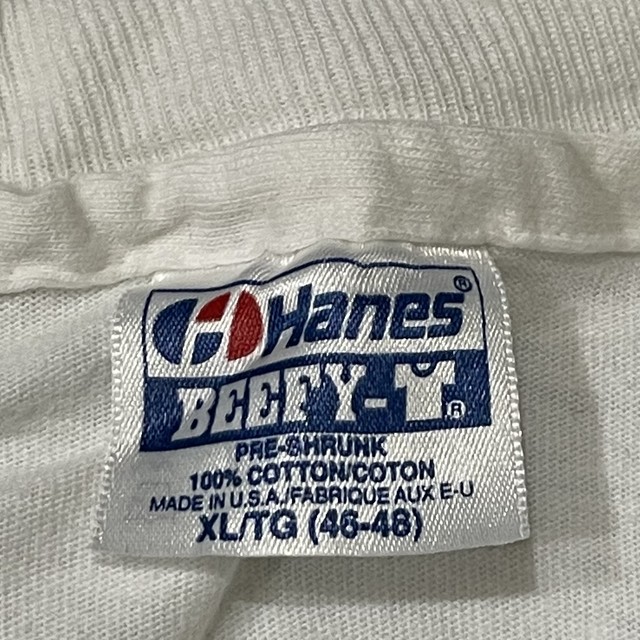 Hanes®
BEEFY-T®
PRE-SHRUNK
100% COTTON/COTON
MADE IN U.S.A./FABRIQUE AUX E-U
XL/TG (46-48)